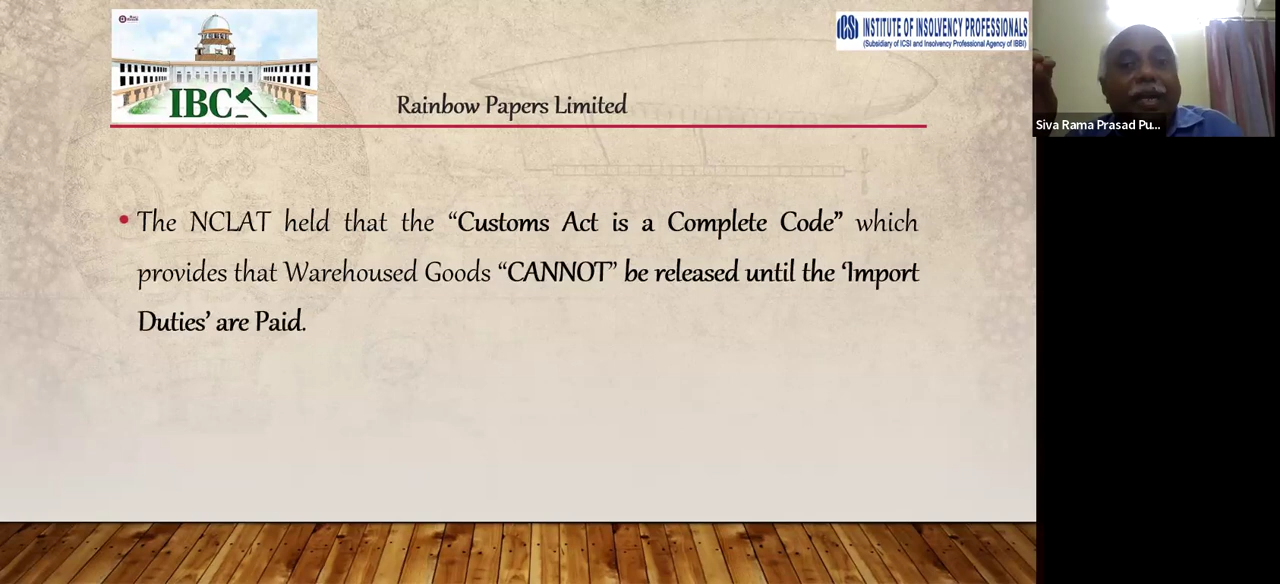 IBC
INSTITUTE OF INSOLVENCY PROFESSIONALS
ICSI
(Subsidiary of ICSI and Insolvency Professional Agency of IBBI)
Rainbow Papers Limited
Siva Rama Prasad Pu...
• The NCLAT held that the “Customs Act is a Complete Code” which
provides that Warehoused Goods “CANNOT” be released until the ‘Import
Duties’ are Paid.